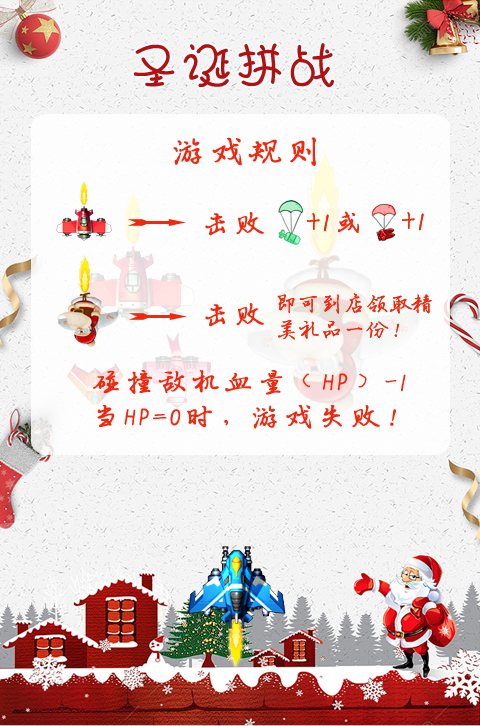 圣诞拼战
游戏规则
击败 +1或 +1
击败 即可到店领取精
美礼品一份！
碰撞敌机血量（HP）-1
当HP=0时，游戏失败！